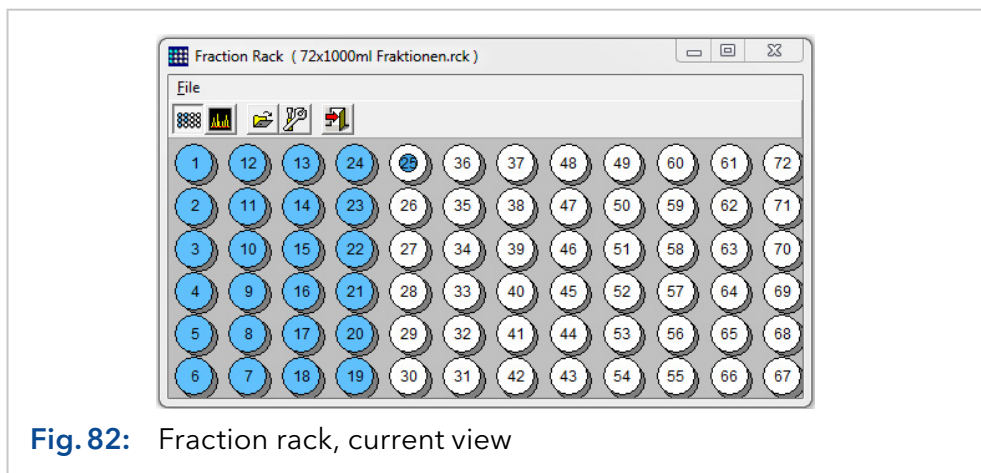 Fraction Rack ( 72x1000ml Fraktionen.rck )
File
1 12 13 24 25 36 37 48 49 60 61 72
2 11 14 23 26 35 38 47 50 59 62 71
3 10 15 22 27 34 39 46 51 58 63 70
4 9 16 21 28 33 40 45 52 57 64 69
5 8 17 20 29 32 41 44 53 56 65 68
6 7 18 19 30 31 42 43 54 55 66 67
Fig. 82: Fraction rack, current view